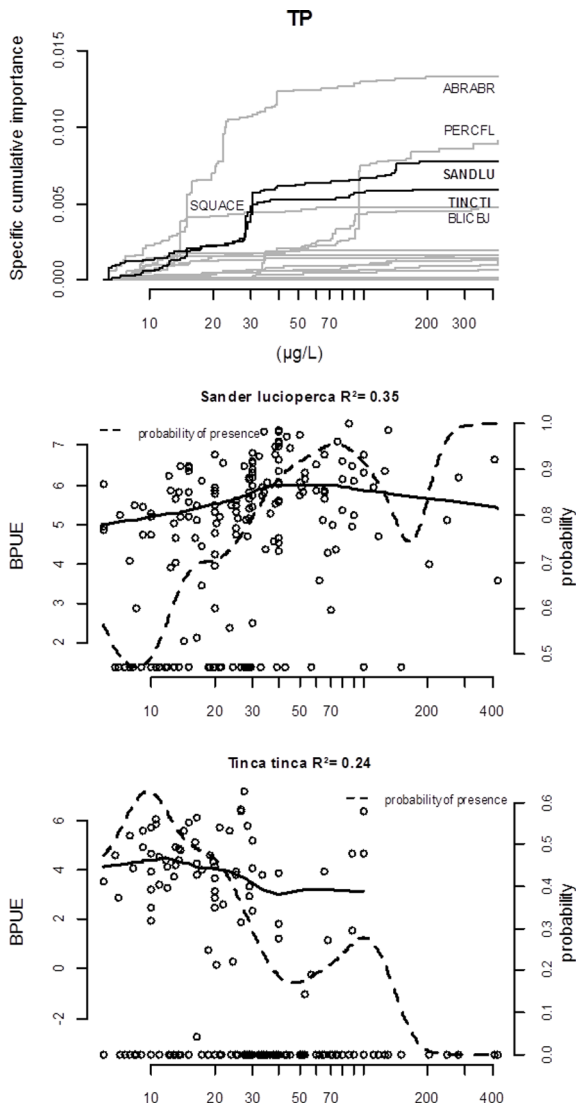 TP
Specific cumulative importance
0.015
0.010
0.005
0.000
ABRABR
PERCFL
SANDLU
SQUACE
TINCTI
BLICBJ
10 20 30 50 70 100 200 300
(µg/L)
Sander lucioperca R²= 0.35
probability of presence
BPUE
7
6
5
4
3
2
probability
1.0
0.9
0.8
0.7
0.6
0.5
10 20 30 50 70 100 200 400
Tinca tinca R²= 0.24
probability of presence
BPUE
6
4
2
0
-2
probability
0.6
0.5
0.4
0.3
0.2
0.1
0.0
10 20 30 50 70 100 200 400